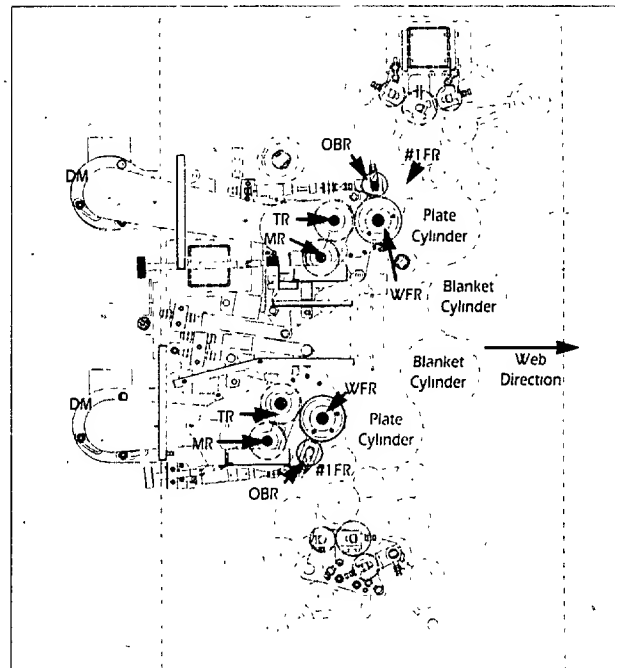 OBR
#1FR
DM
TR
Plate
Cylinder
MR
WFR
Blanket
Cylinder
Blanket
Cylinder
Web
Direction
DM
WFR
TR
Plate
Cylinder
MR
#1FR
OBR